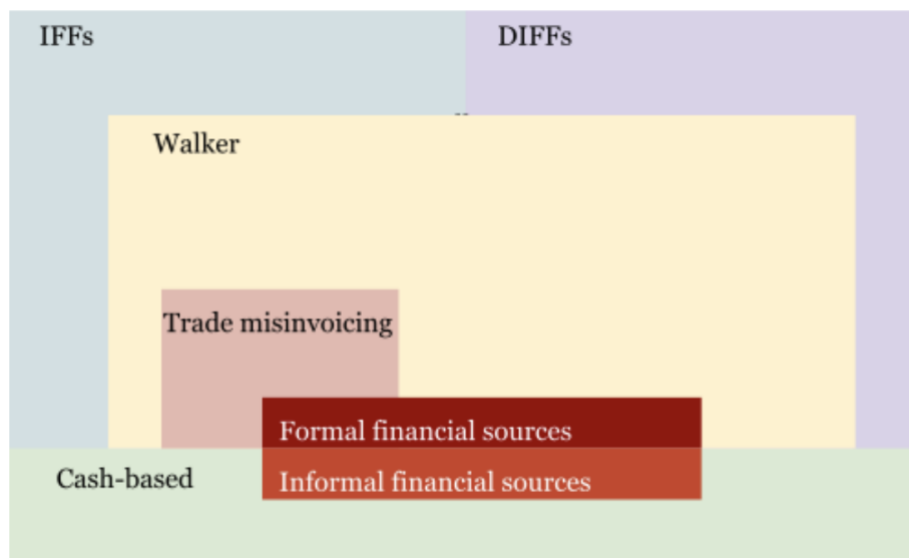 IFFs
DIFFs
Walker
Trade misinvoicing
Formal financial sources
Cash-based
Informal financial sources